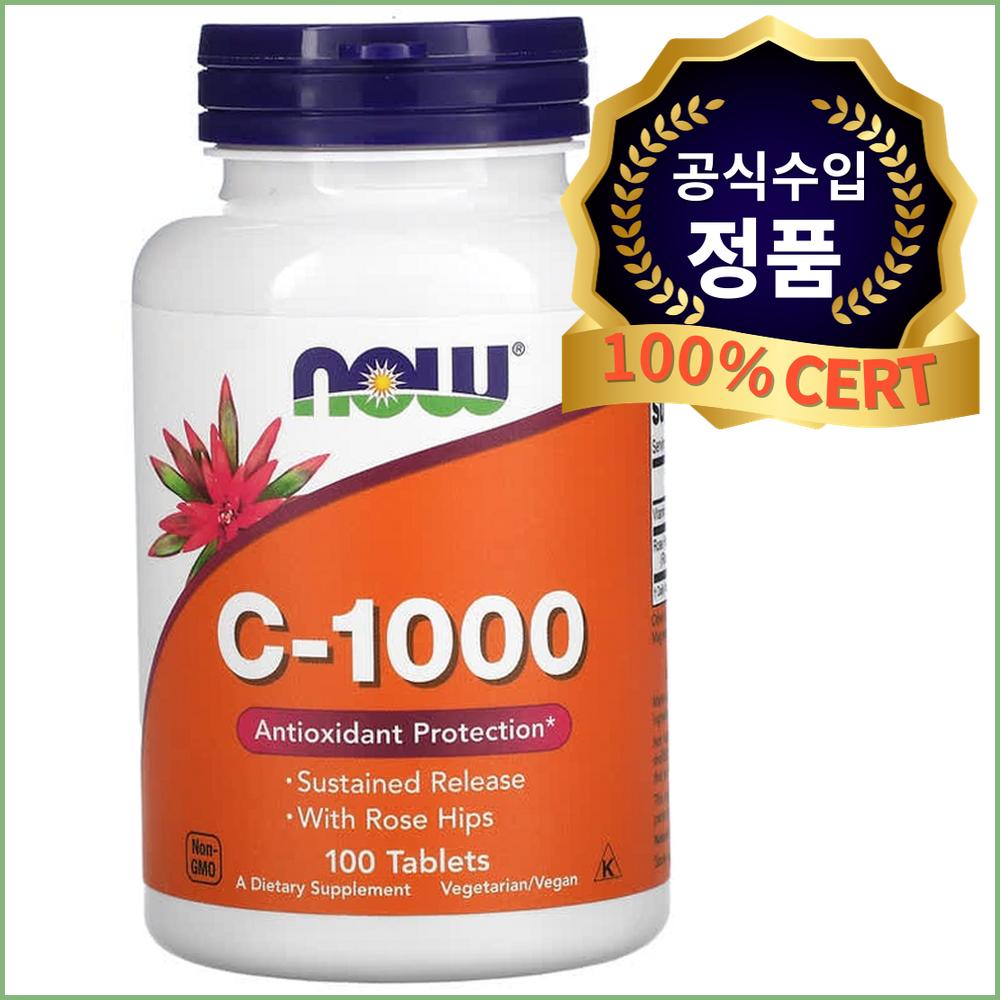 공식수입
정품
100% CERT
now®
C-1000
Antioxidant Protection*
• Sustained Release
• With Rose Hips
100 Tablets
Non-
GMO
A Dietary Supplement
Vegetarian/Vegan
K